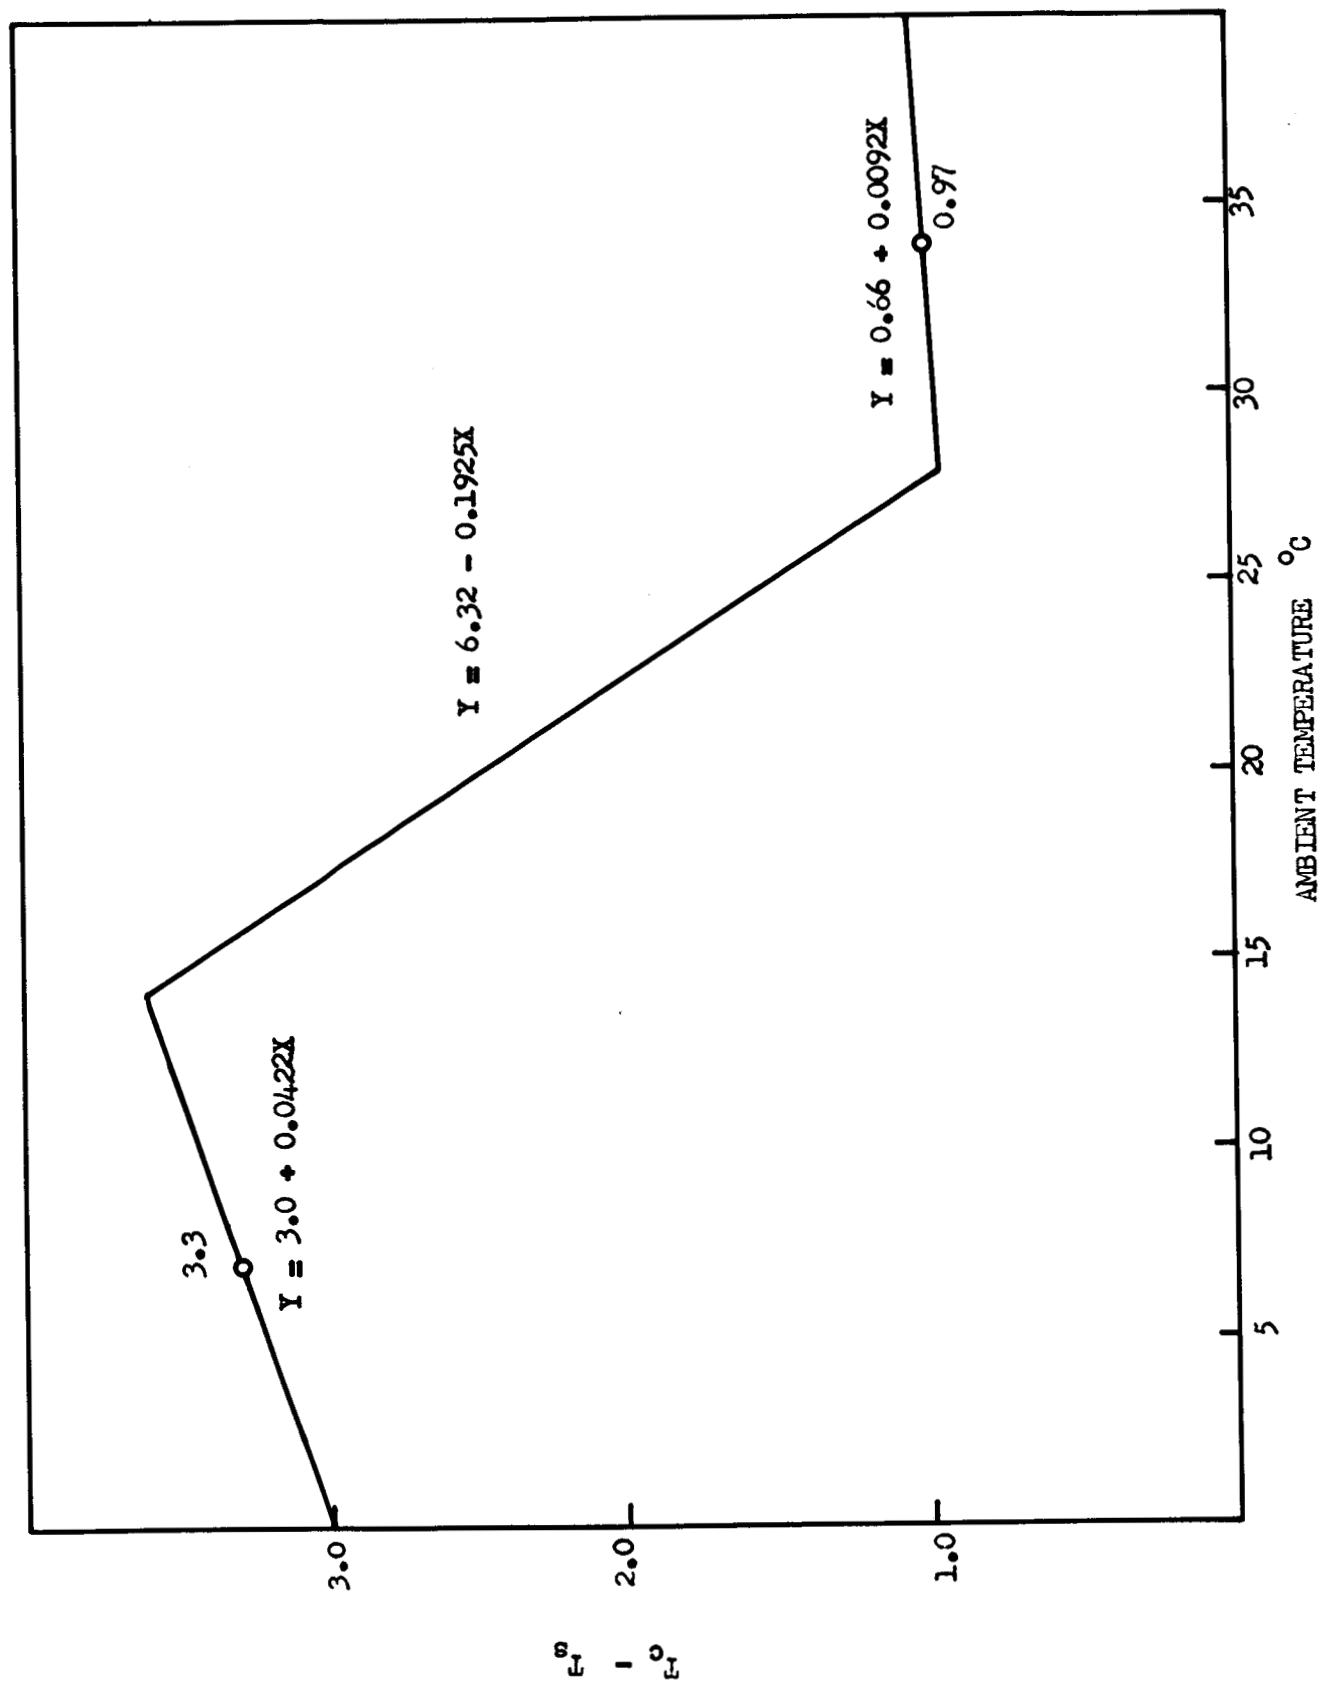 T_c - T_s
3.0
2.0
1.0
3.3
Y = 3.0 + 0.0422X
Y = 6.32 - 0.1925X
Y = 0.66 + 0.0092X
0.97
5
10
15
20
25
30
35
AMBIENT TEMPERATURE °C